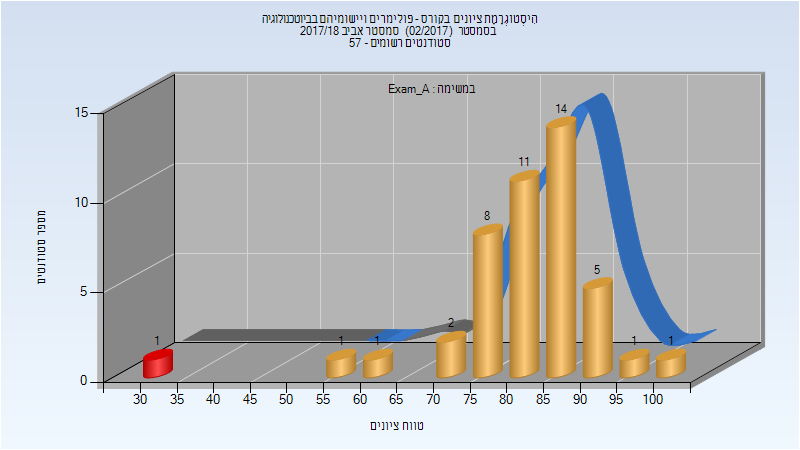 הִיסְטוֹגְרָמַת ציונים בקורס - פולימרים ויישומיהם בביוטכנולוגיה
בסמסטר (02/2017) סמסטר אביב 2017/18
סטודנטים רשומים - 57
במשימה : Exam_A
מספר סטודנטים
15
10
5
0
1
1
1
2
8
11
14
5
1
1
30 35 40 45 50 55 60 65 70 75 80 85 90 95 100
טווח ציונים